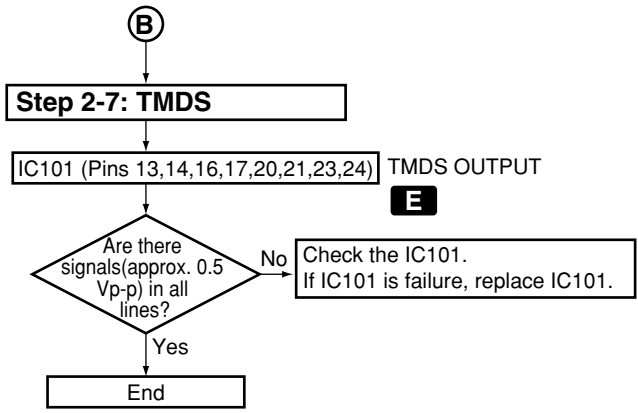 B
Step 2-7: TMDS
IC101 (Pins 13,14,16,17,20,21,23,24)
TMDS OUTPUT
E
Are there
signals(approx. 0.5
Vp-p) in all
lines?
No
Check the IC101.
If IC101 is failure, replace IC101.
Yes
End